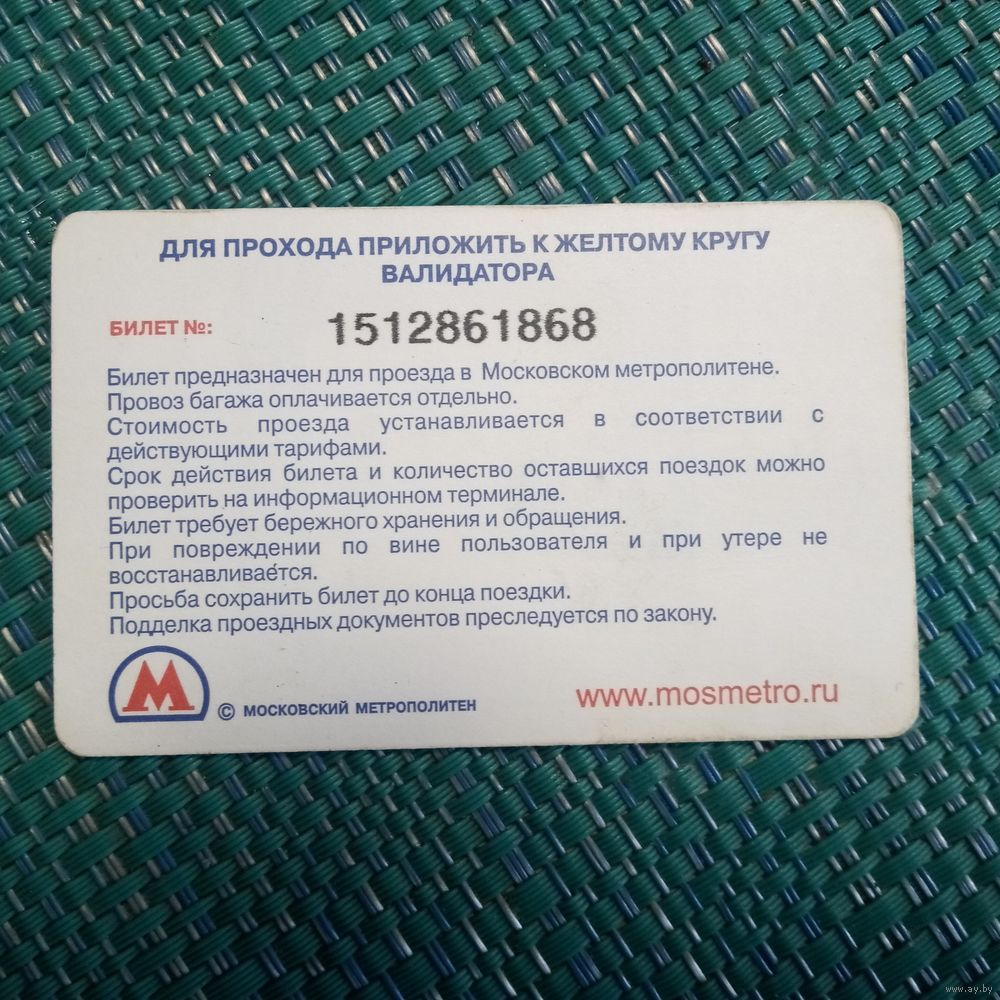 ДЛЯ ПРОХОДА ПРИЛОЖИТЬ К ЖЕЛТОМУ КРУГУ
ВАЛИДАТОРА
БИЛЕТ №: 1512861868
Билет предназначен для проезда в Московском метрополитене.
Провоз багажа оплачивается отдельно.
Стоимость проезда устанавливается в соответствии с
действующими тарифами.
Срок действия билета и количество оставшихся поездок можно
проверить на информационном терминале.
Билет требует бережного хранения и обращения.
При повреждении по вине пользователя и при утере не
восстанавливается.
Просьба сохранить билет до конца поездки.
Подделка проездных документов преследуется по закону.
М © МОСКОВСКИЙ МЕТРОПОЛИТЕН www.mosmetro.ru
www.ay.by